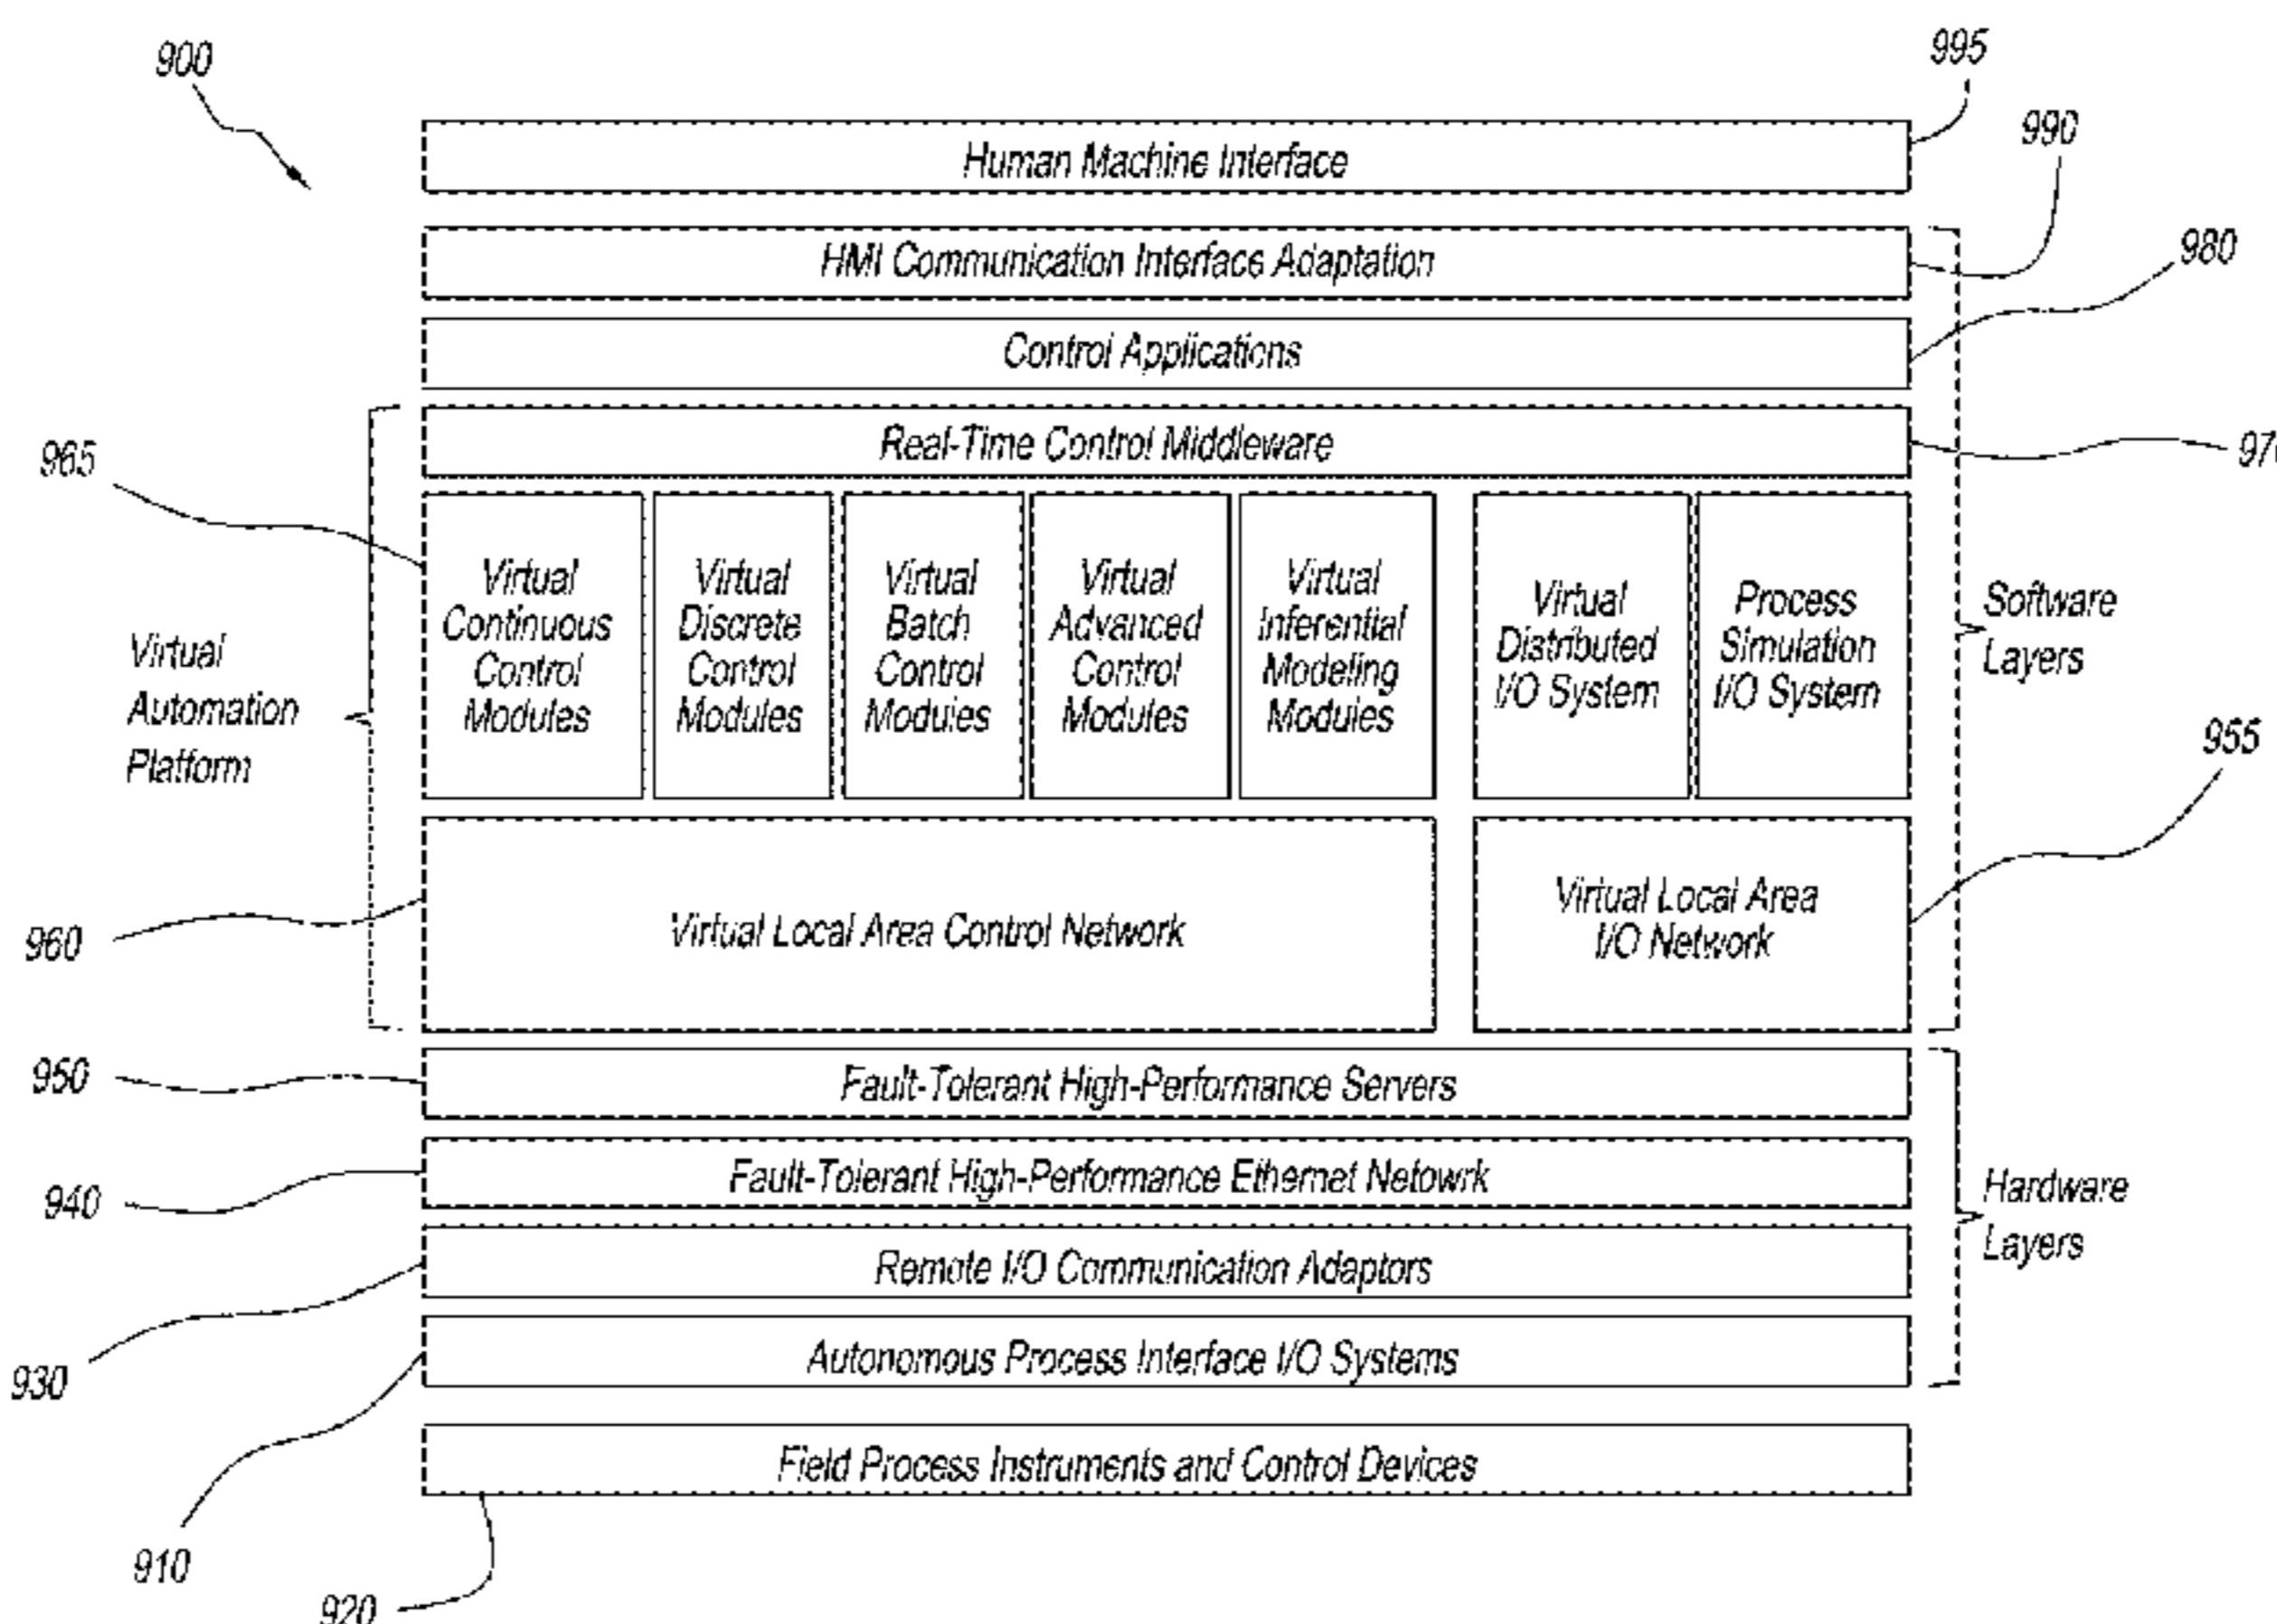 900
995
990
Human Machine Interface
HMI Communication Interface Adaptation
980
Control Applications
Real-Time Control Middleware
965
Virtual
Continuous
Control
Modules
Virtual
Discrete
Control
Modules
Virtual
Batch
Control
Modules
Virtual
Advanced
Control
Modules
Virtual
Inferential
Modeling
Modules
Virtual
Distributed
I/O System
Process
Simulation
I/O System
Software
Layers
Virtual
Automation
Platform
955
Virtual Local Area Control Network
Virtual Local Area
I/O Network
960
950
Fault-Tolerant High-Performance Servers
940
Fault-Tolerant High-Performance Ethernet Netowrk
Hardware
Layers
Remote I/O Communication Adaptors
930
Autonomous Process Interface I/O Systems
Field Process Instruments and Control Devices
910
920